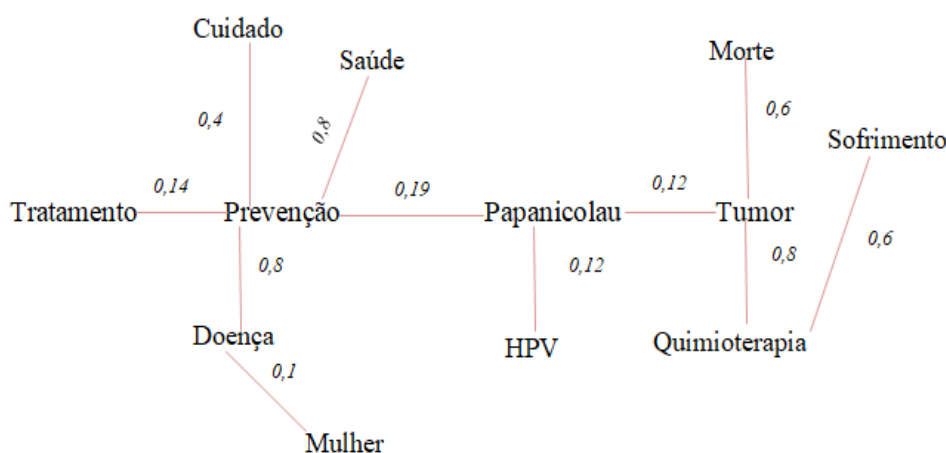 Cuidado
Saúde
Morte
0,4
0,8
0,6
Sofrimento
0,14
0,19
0,12
Tratamento
Prevenção
Papanicolau
Tumor
0,8
0,12
0,8
0,6
Doença
HPV
Quimioterapia
0,1
Mulher